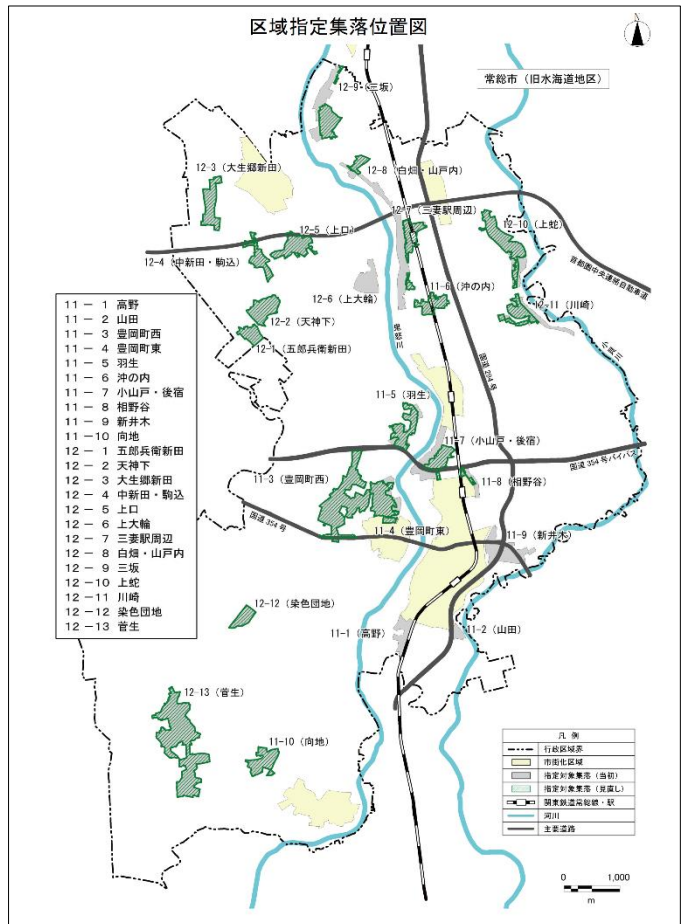 区域指定集落位置図
常総市（旧水海道地区）
12-9（三坂）
12-8（白畑・山戸内）
12-3（大生郷新田）
12-7（三妻駅周辺）
12-10（上蛇）
12-5（上口）
12-4（中新田・駒込）
首都圏中央連絡自動車道
11-6（沖の内）
12-6（上大輪）
12-11（川崎）
12-2（天神下）
12-1（五郎兵衛新田）
鬼怒川
小貝川
国道294号
11-5（羽生）
11-7（小山戸・後宿）
国道354号バイパス
11-3（豊岡町西）
11-8（相野谷）
国道354号
11-4（豊岡町東）
11-9（新井木）
12-12（染色団地）
11-1（高野）
11-2（山田）
12-13（菅生）
11-10（向地）
11－1 高野
11－2 山田
11－3 豊岡町西
11－4 豊岡町東
11－5 羽生
11－6 沖の内
11－7 小山戸・後宿
11－8 相野谷
11－9 新井木
11－10 向地
12－1 五郎兵衛新田
12－2 天神下
12－3 大生郷新田
12－4 中新田・駒込
12－5 上口
12－6 上大輪
12－7 三妻駅周辺
12－8 白畑・山戸内
12－9 三坂
12－10 上蛇
12－11 川崎
12－12 染色団地
12－13 菅生
凡例
行政区域界
市街化区域
指定対象集落（当初）
指定対象集落（見直し）
関東鉄道常総線・駅
河川
主要道路
0 1,000
m